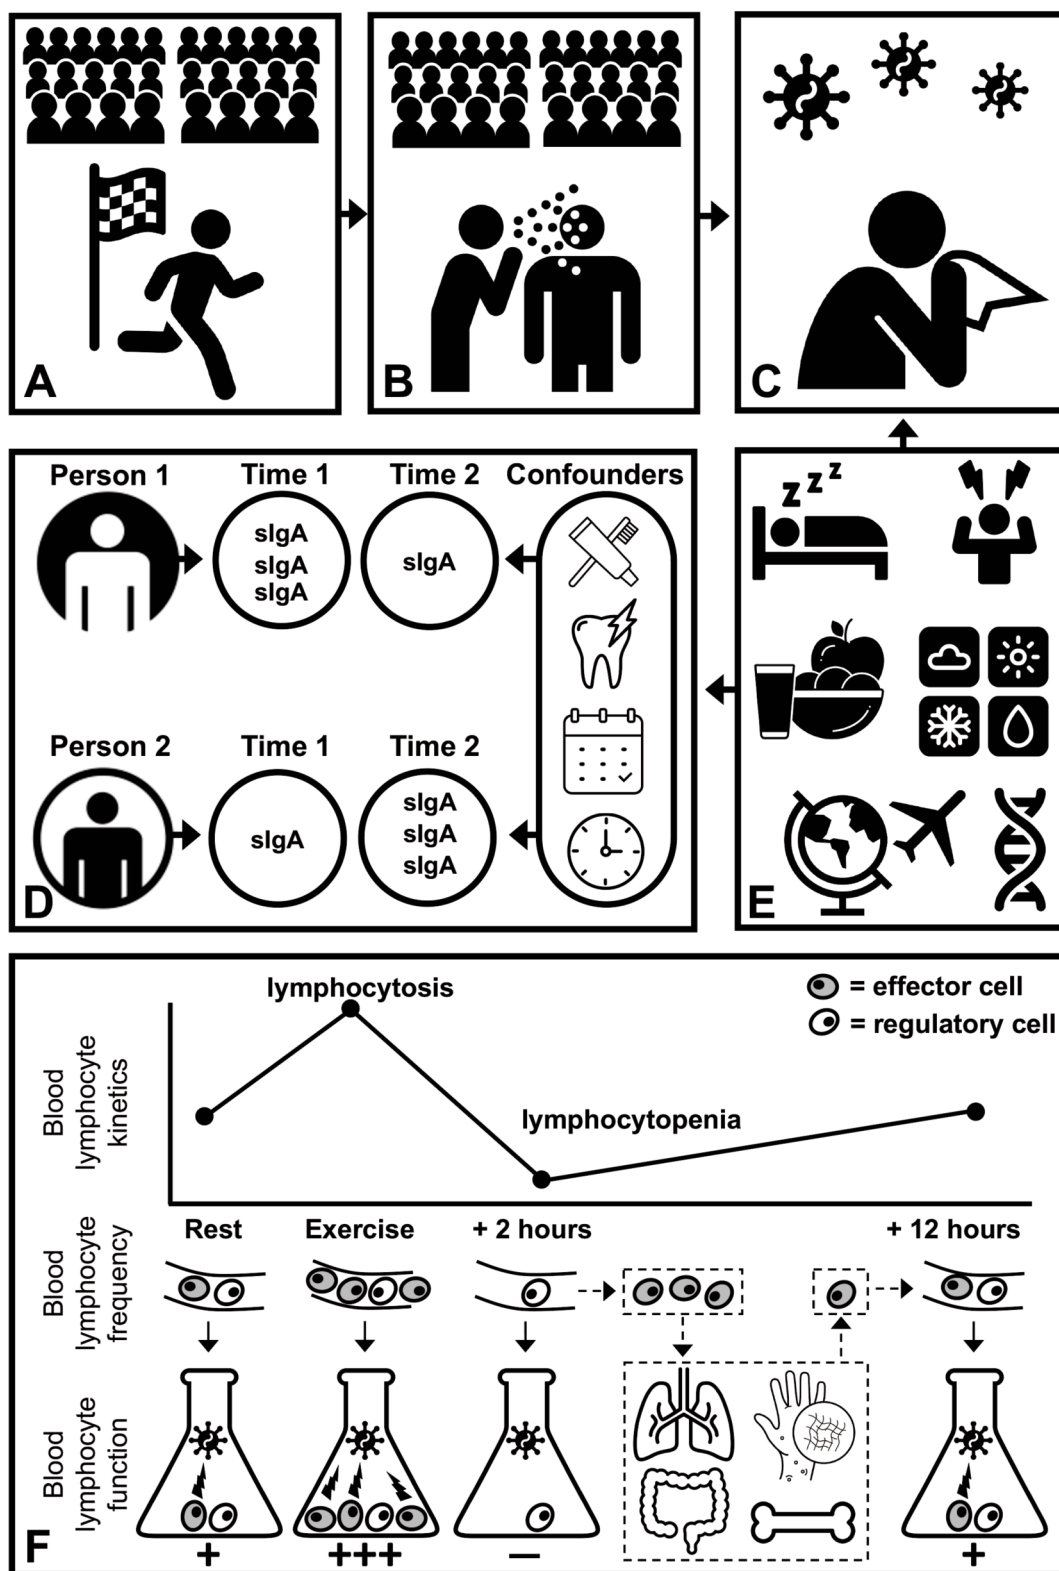 A
B
C
Person 1
Time 1
Time 2
Confounders
sIgA
sIgA
sIgA
sIgA
Person 2
Time 1
Time 2
sIgA
sIgA
sIgA
sIgA
D
z z z
E
lymphocytosis
= effector cell
= regulatory cell
Blood
lymphocyte
kinetics
lymphocytopenia
Rest
Exercise
+ 2 hours
+ 12 hours
Blood
lymphocyte
frequency
Blood
lymphocyte
function
F
+
+++
−
+